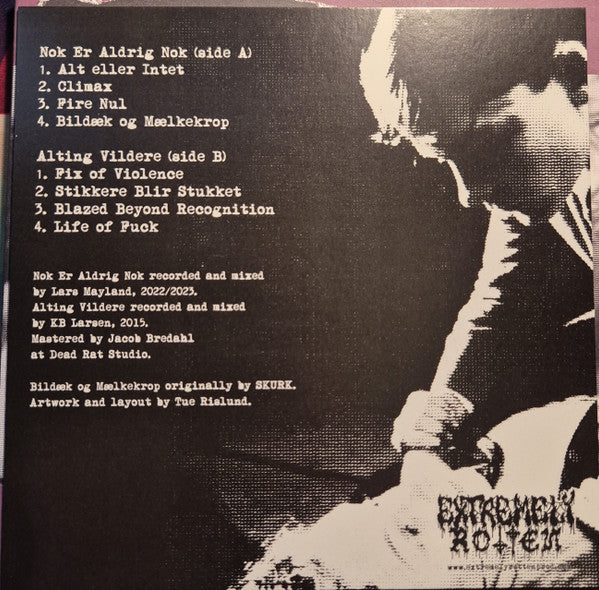 Nok Er Aldrig Nok (side A)
1. Alt eller Intet
2. Climax
3. Fire Nul
4. Bildæk og Mælkekrop
Alting Vildere (side B)
1. Fix of Violence
2. Stikkere Blir Stukket
3. Blazed Beyond Recognition
4. Life of Fuck
Nok Er Aldrig Nok recorded and mixed
by Lars Mayland, 2022/2023.
Alting Vildere recorded and mixed
by KB Larsen, 2015.
Mastered by Jacob Bredahl
at Dead Rat Studio.
Bildæk og Mælkekrop originally by SKURK.
Artwork and layout by Tue Rislund.
EXTREMELY
ROTTEN